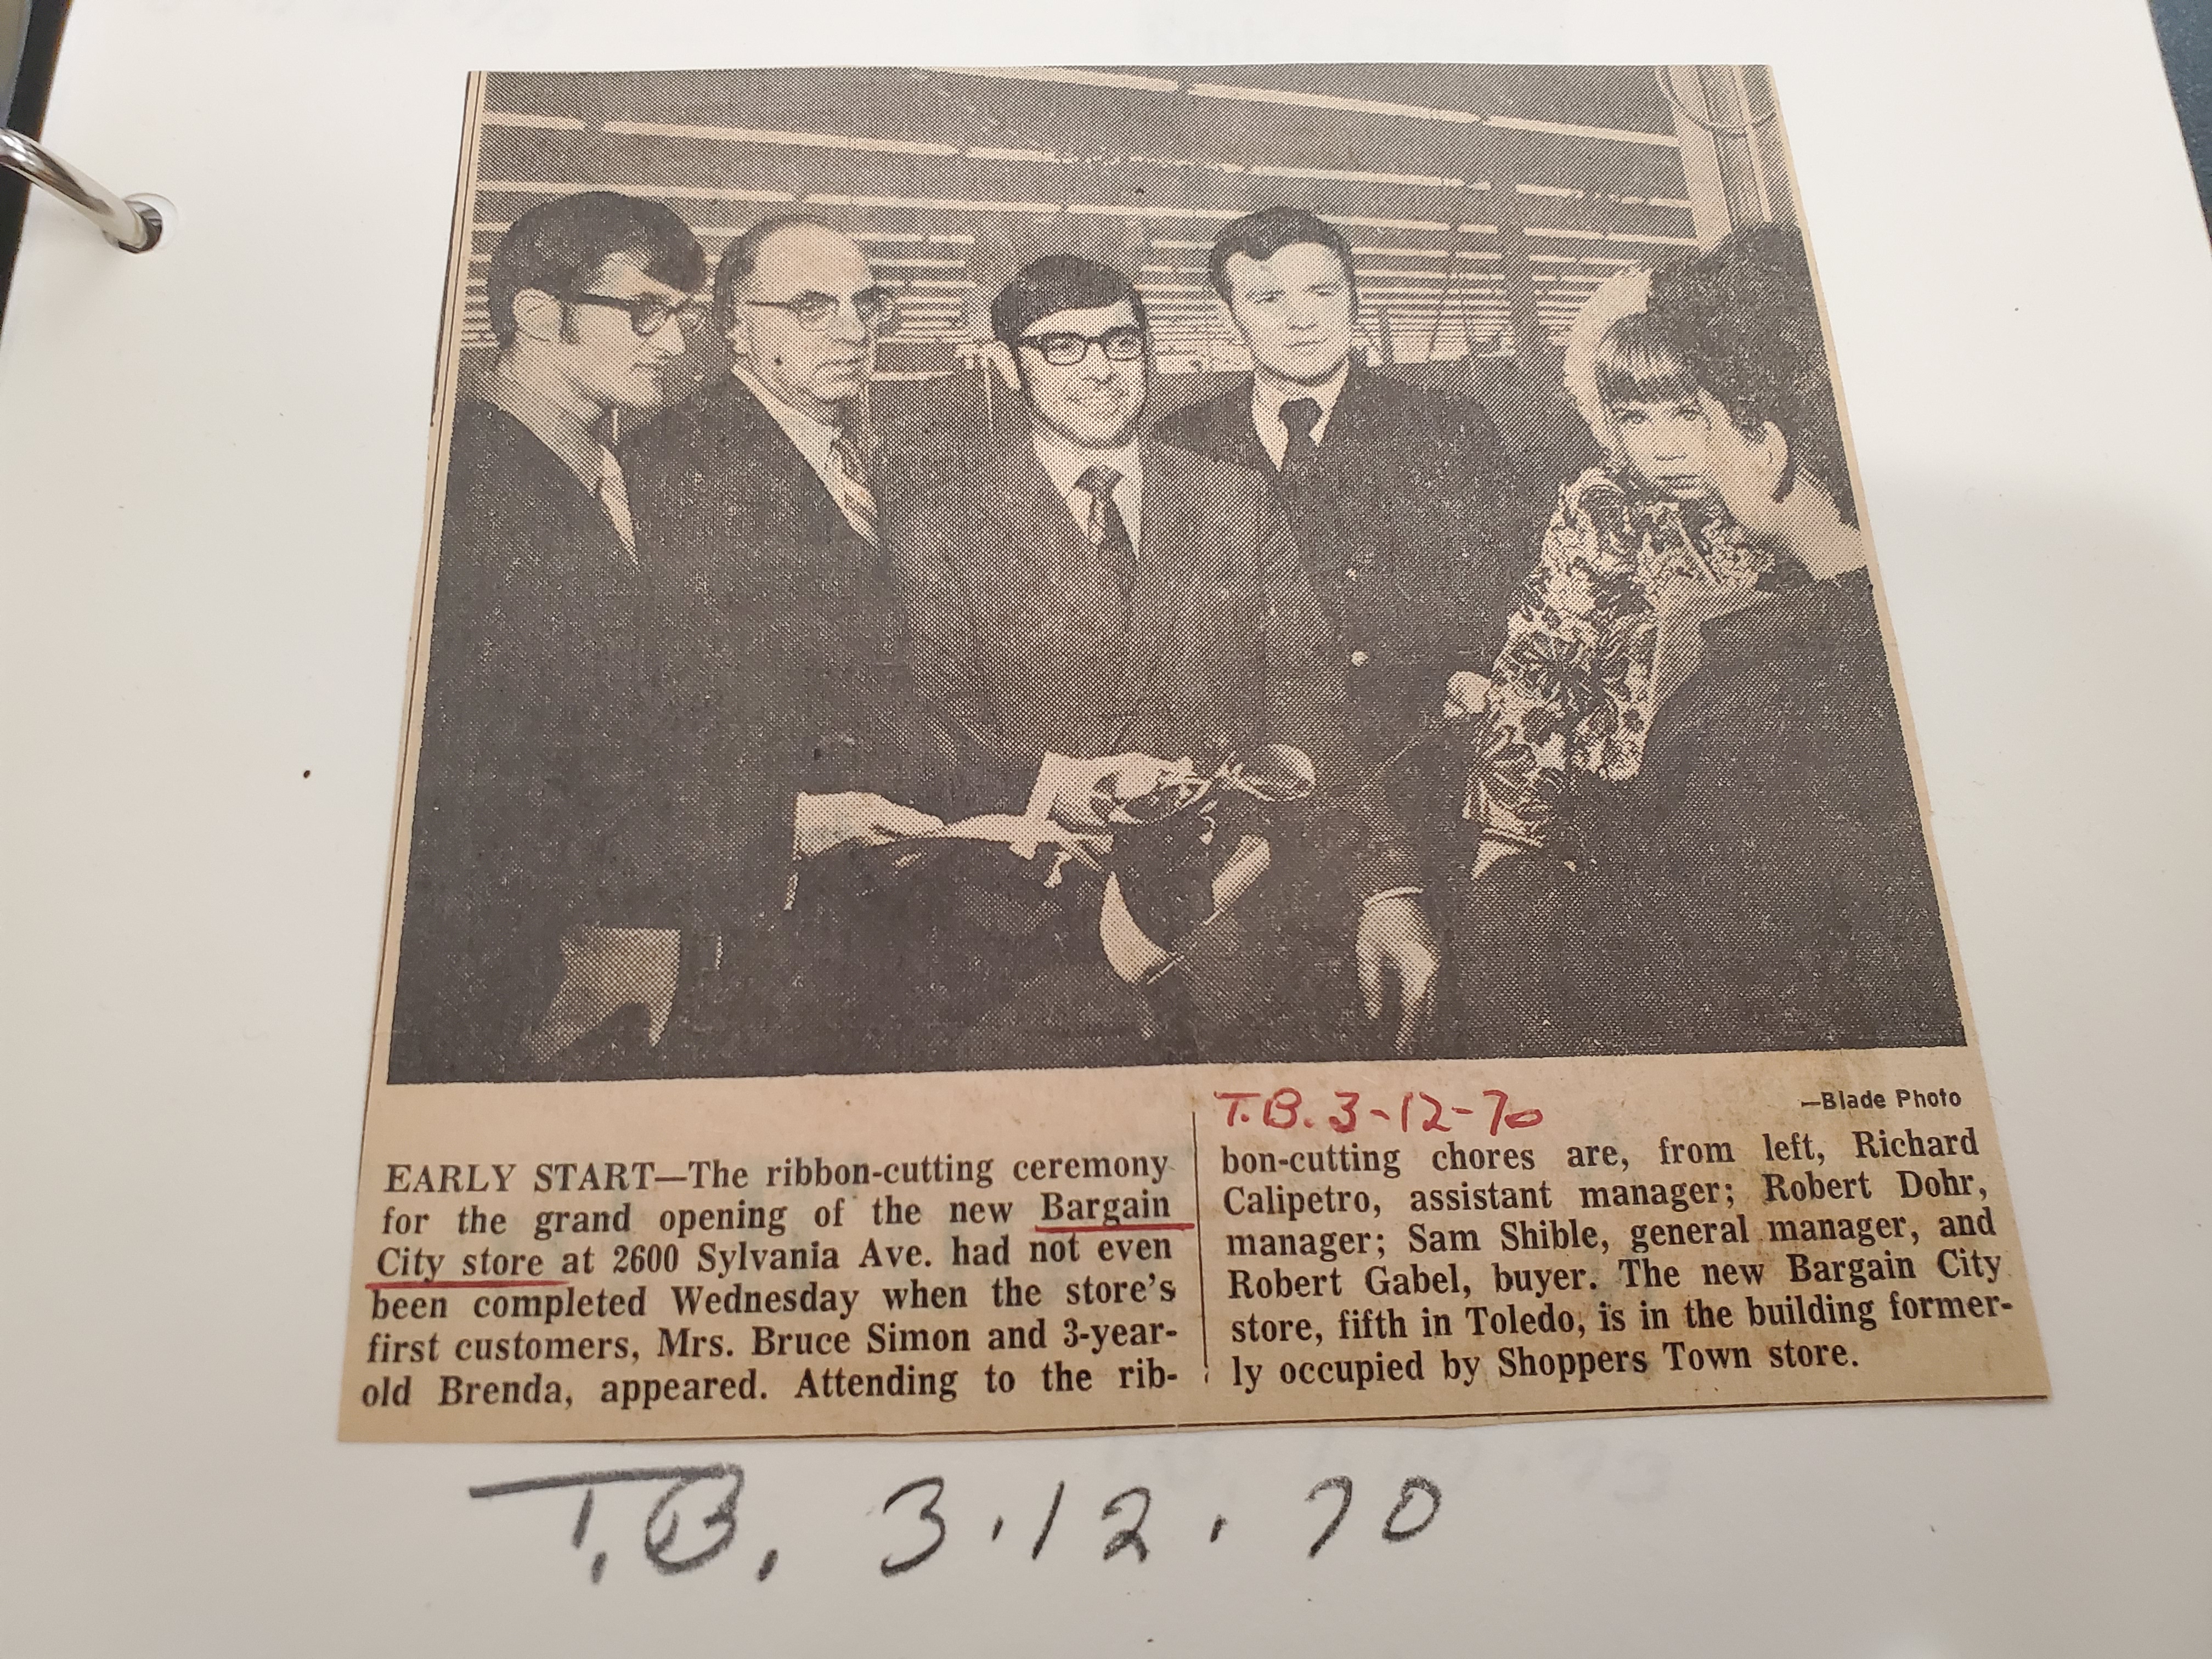 —Blade Photo
T.B. 3-12-70
EARLY START—The ribbon-cutting ceremony
for the grand opening of the new Bargain
City store at 2600 Sylvania Ave. had not even
been completed Wednesday when the store's
first customers, Mrs. Bruce Simon and 3-year-
old Brenda, appeared. Attending to the rib-
bon-cutting chores are, from left, Richard
Calipetro, assistant manager; Robert Dohr,
manager; Sam Shible, general manager, and
Robert Gabel, buyer. The new Bargain City
store, fifth in Toledo, is in the building former-
ly occupied by Shoppers Town store.
T.B. 3.12.70